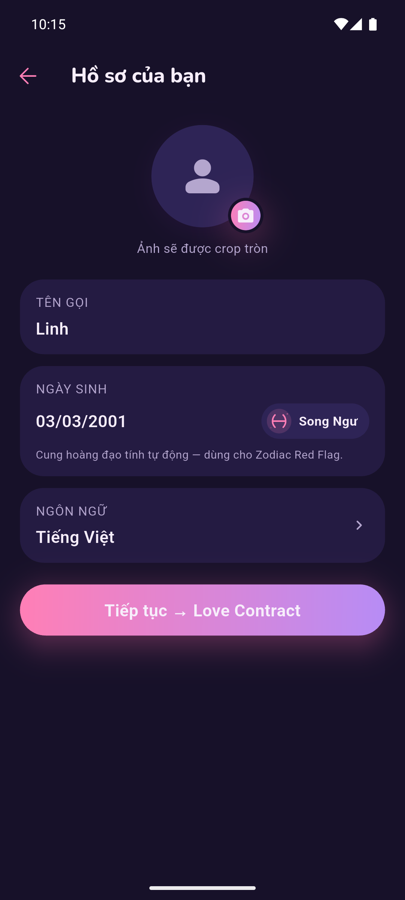 10:15
Hồ sơ của bạn
Ảnh sẽ được crop tròn
TÊN GỌI
Linh
NGÀY SINH
03/03/2001
Song Ngư
Cung hoàng đạo tính tự động — dùng cho Zodiac Red Flag.
NGÔN NGỮ
Tiếng Việt
Tiếp tục → Love Contract